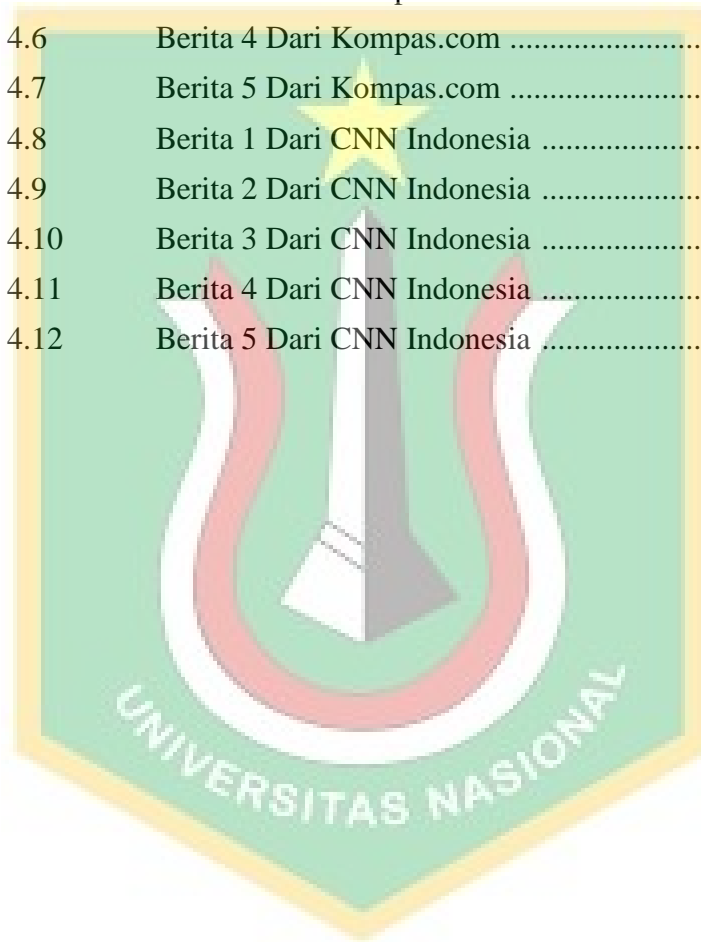 4.6 Berita 4 Dari Kompas.com ........................
4.7 Berita 5 Dari Kompas.com ........................
4.8 Berita 1 Dari CNN Indonesia ....................
4.9 Berita 2 Dari CNN Indonesia ....................
4.10 Berita 3 Dari CNN Indonesia ....................
4.11 Berita 4 Dari CNN Indonesia ....................
4.12 Berita 5 Dari CNN Indonesia ....................
UNIVERSITAS NASIONAL